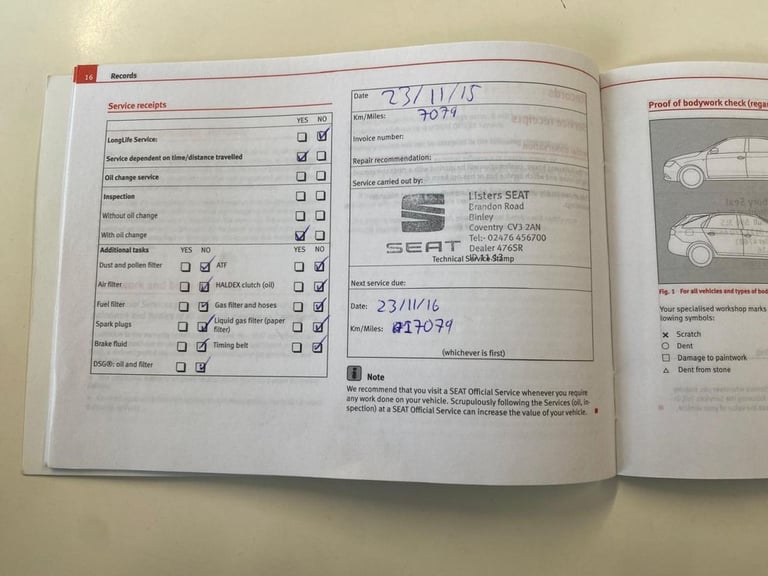 16 Records
Service receipts
YES NO
LongLife Service:
Service dependent on time/distance travelled
Oil change service
Inspection
Without oil change
With oil change
Additional tasks YES NO YES NO
Dust and pollen filter ATF
Air filter HALDEX clutch (oil)
Fuel filter Gas filter and hoses
Spark plugs Liquid gas filter (paper
filter)
Brake fluid Timing belt
DSG®: oil and filter
Date 23/11/15
Km/Miles: 7079
Invoice number:
Repair recommendation:
Service carried out by:
SEAT
Listers SEAT
Brandon Road
Binley
Coventry CV3 2AN
Tel:- 02476 456700
Dealer 476SR
Technical Service Stamp
Next service due:
Date: 23/11/16
Km/Miles: 17079
(whichever is first)
Note
We recommend that you visit a SEAT Official Service whenever you require
any work done on your vehicle. Scrupulously following the Services (oil, in-
spection) at a SEAT Official Service can increase the value of your vehicle.
Proof of bodywork check (regar
Fig. 1 For all vehicles and types of bod
Your specialised workshop marks
lowing symbols:
Scratch
Dent
Damage to paintwork
Dent from stone